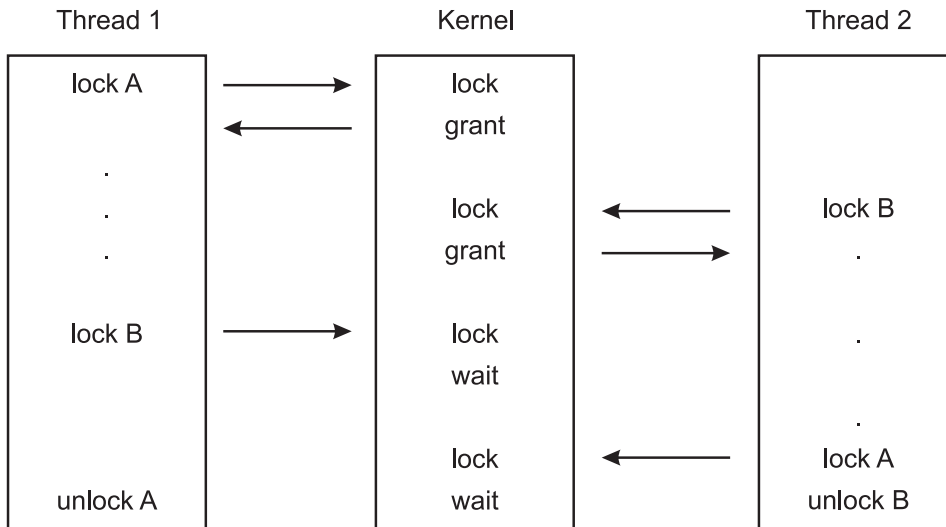 Thread 1 Kernel Thread 2
lock A lock
grant
.
. lock lock B
. grant .
lock B lock .
wait
.
lock lock A
unlock A wait unlock B